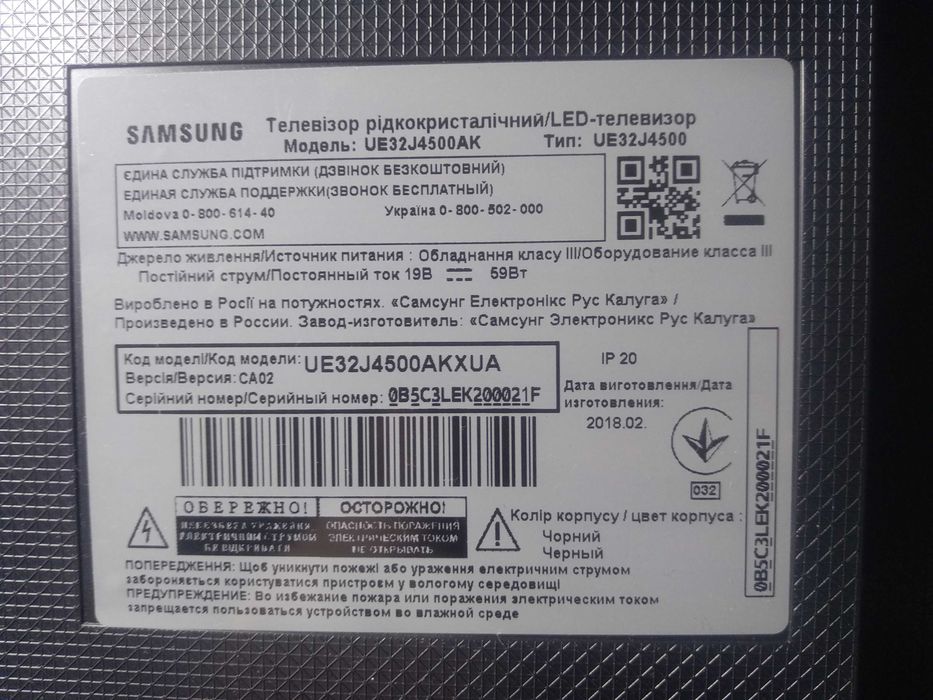 SAMSUNG
Телевізор рідкокристалічний/LED-телевизор
Модель: UE32J4500AK Тип: UE32J4500
ЄДИНА СЛУЖБА ПІДТРИМКИ (ДЗВІНОК БЕЗКОШТОВНИЙ)
ЕДИНАЯ СЛУЖБА ПОДДЕРЖКИ(ЗВОНОК БЕСПЛАТНЫЙ)
Moldova 0-800-614-40 Україна 0-800-502-000
WWW.SAMSUNG.COM
Джерело живлення/Источник питания : Обладнання класу III/Оборудование класса III
Постійний струм/Постоянный ток 19В 59Вт
Вироблено в Росії на потужностях. «Самсунг Електронікс Рус Калуга» /
Произведено в России. Завод-изготовитель: «Самсунг Электроникс Рус Калуга»
Код моделі/Код модели: UE32J4500AKXUA
Версія/Версия: CA02
Серійний номер/Серийный номер: 0B5C3LEK200021F
IP 20
Дата виготовлення/Дата
изготовления:
2018.02.
032
0B5C3LEK200021F
ОБЕРЕЖНО! ОСТОРОЖНО!
НЕБЕЗПЕКА УРАЖЕННЯ ОПАСНОСТЬ ПОРАЖЕНИЯ
ЕЛЕКТРИЧНИМ СТРУМОМ ЭЛЕКТРИЧЕСКИМ ТОКОМ
НЕ ВІДКРИВАТИ НЕ ОТКРЫВАТЬ
Колір корпусу / цвет корпуса :
Чорний
Черный
ПОПЕРЕДЖЕННЯ: Щоб уникнути пожежі або ураження електричним струмом
забороняється користуватися пристроєм у вологому середовищі
ПРЕДУПРЕЖДЕНИЕ: Во избежание пожара или поражения электрическим током
запрещается пользоваться устройством во влажной среде